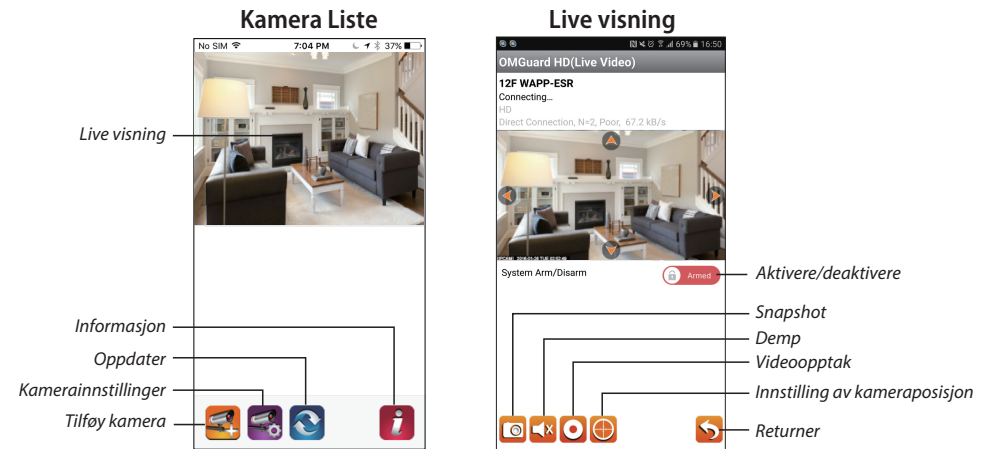 Kamera Liste
No SIM 7:04 PM 37%
Live visning
Informasjon
Oppdater
Kamerainnstillinger
Tilføy kamera
i
Live visning
69% 16:50
OMGuard HD(Live Video)
12F WAPP-ESR
Connecting...
HD
Direct Connection, N=2, Poor, 67.2 kB/s
System Arm/Disarm
Armed
Aktivere/deaktivere
Snapshot
Demp
Videoopptak
Innstilling av kameraposisjon
Returner